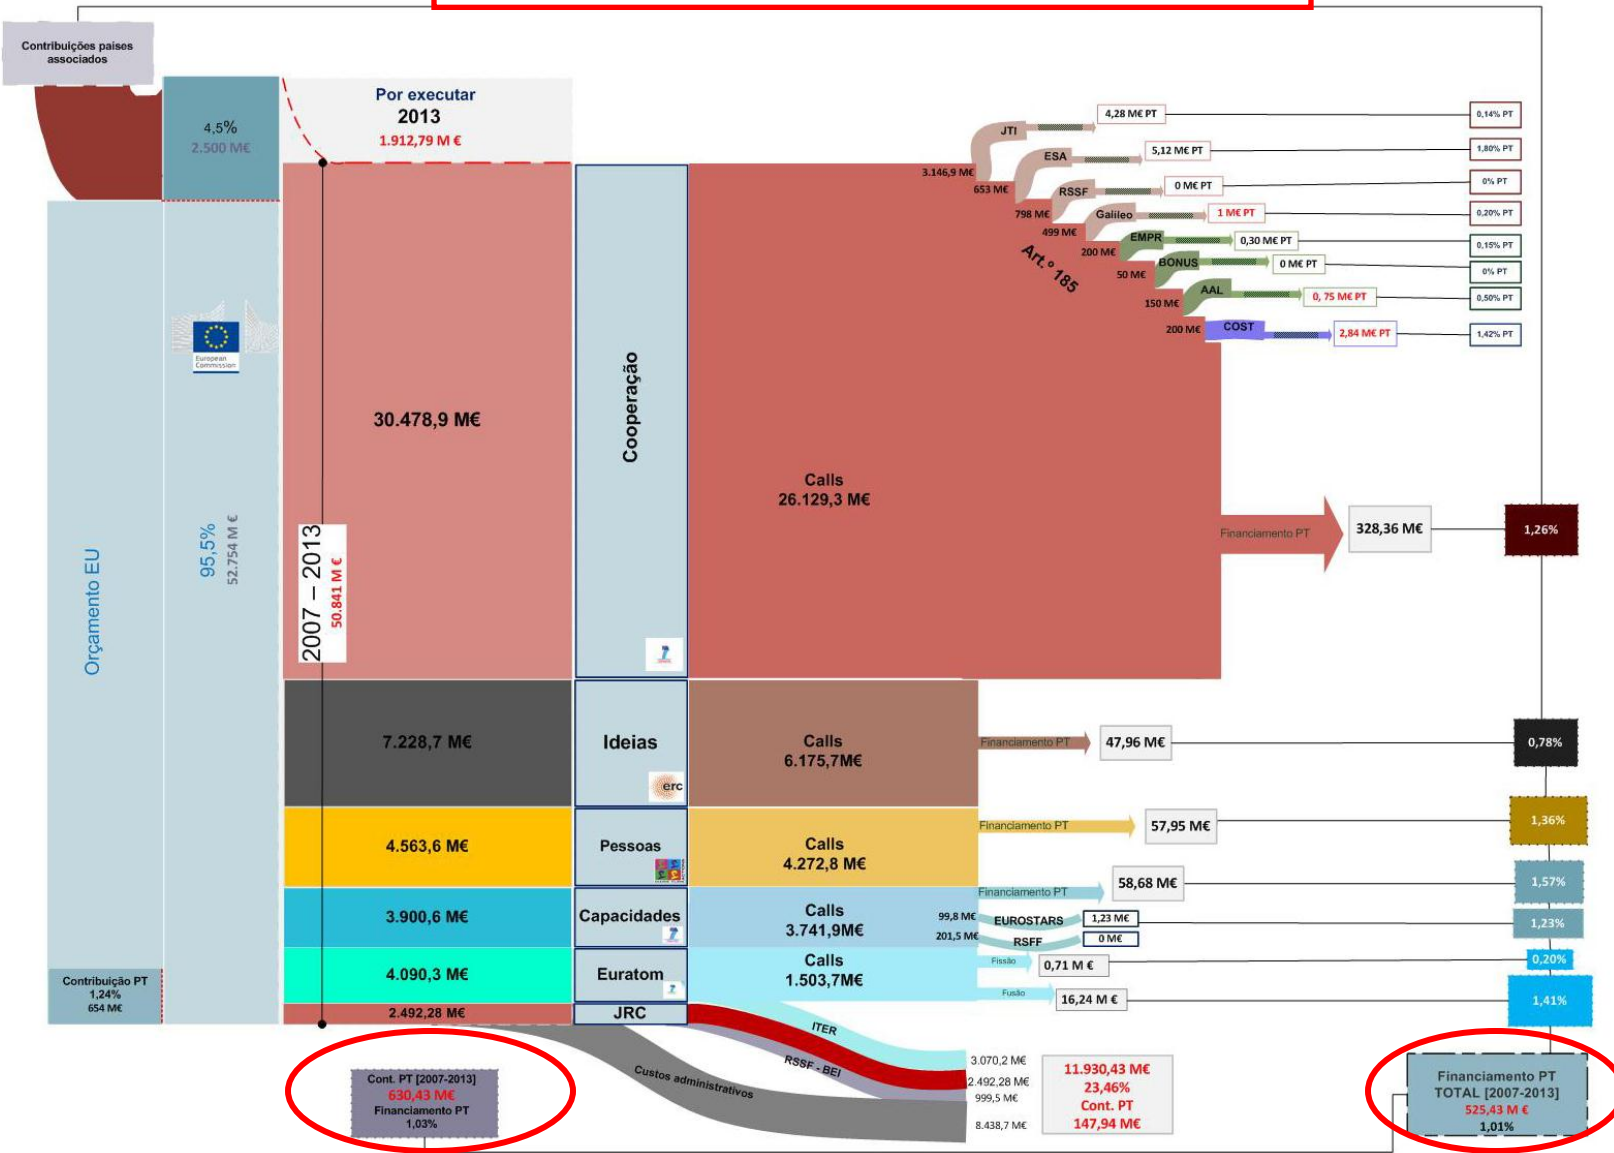 Contribuições paises
associados
4,5%
2.500 M€
Por executar
2013
1.912,79 M €
European
Commission
Orçamento EU
95,5%
52.754 M €
2007 – 2013
50.841 M €
Contribuição PT
1,24%
654 M€
30.478,9 M€
7.228,7 M€
4.563,6 M€
3.900,6 M€
4.090,3 M€
2.492,28 M€
Cooperação
Ideias
erc
Pessoas
Capacidades
Euratom
JRC
Calls
26.129,3 M€
Calls
6.175,7M€
Calls
4.272,8 M€
Calls
3.741,9M€
Calls
1.503,7M€
3.146,9 M€
JTI
4,28 M€ PT
0,14% PT
653 M€
ESA
5,12 M€ PT
1,80% PT
798 M€
RSSF
0 M€ PT
0% PT
499 M€
Galileo
1 M€ PT
0,20% PT
Art.º 185
200 M€
EMPR
0,30 M€ PT
0,15% PT
50 M€
BONUS
0 M€ PT
0% PT
150 M€
AAL
0, 75 M€ PT
0,50% PT
200 M€
COST
2,84 M€ PT
1,42% PT
Financiamento PT
328,36 M€
1,26%
Financiamento PT
47,96 M€
0,78%
Financiamento PT
57,95 M€
1,36%
Financiamento PT
58,68 M€
1,57%
99,8 M€
EUROSTARS
1,23 M€
1,23%
201,5 M€
RSFF
0 M€
Fissão
0,71 M €
0,20%
Fusão
16,24 M €
1,41%
ITER
RSSF - BEI
Custos administrativos
3.070,2 M€
2.492,28 M€
999,5 M€
8.438,7 M€
11.930,43 M€
23,46%
Cont. PT
147,94 M€
Cont. PT [2007-2013]
630,43 M€
Financiamento PT
1,03%
Financiamento PT
TOTAL [2007-2013]
525,43 M €
1,01%